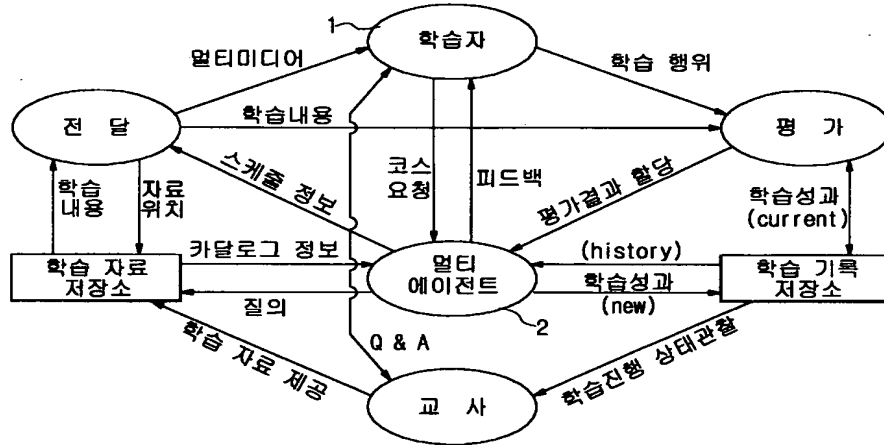 1
학습자
멀티미디어
학습 행위
전 달
학습내용
평 가
학습
내용
자료
위치
스케줄 정보
코스
요청
피드백
평가결과 할당
학습성과
(current)
학습 자료
저장소
카달로그 정보
질의
멀티
에이전트
2
(history)
학습성과
(new)
학습 기록
저장소
Q & A
학습 자료 제공
학습진행 상태관찰
교 사